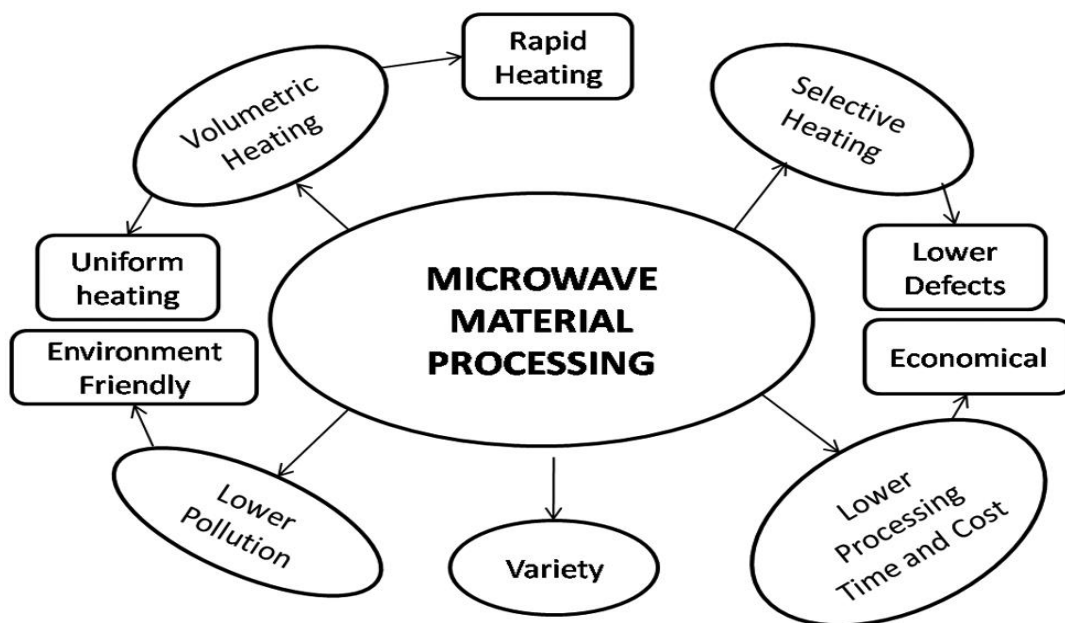 Rapid
Heating
Volumetric
Heating
Selective
Heating
Uniform
heating
MICROWAVE
MATERIAL
PROCESSING
Lower
Defects
Environment
Friendly
Economical
Lower
Pollution
Variety
Lower
Processing
Time and Cost